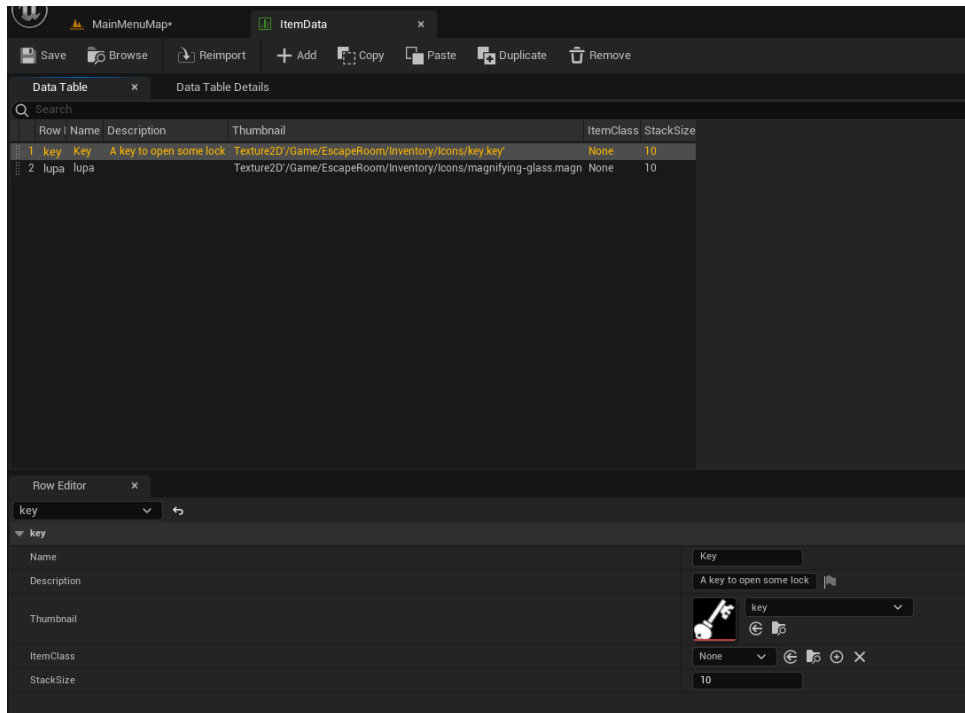 MainMenuMap*
ItemData
Save Browse Reimport Add Copy Paste Duplicate Remove
Data Table Data Table Details
Search
Row Name Description Thumbnail ItemClass StackSize
1 key Key A key to open some lock Texture2D'/Game/EscapeRoom/Inventory/Icons/key.key' None 10
2 lupa lupa Texture2D'/Game/EscapeRoom/Inventory/Icons/magnifying-glass.magn None 10
Row Editor
key
key
Name Key
Description A key to open some lock
Thumbnail key
ItemClass None
StackSize 10